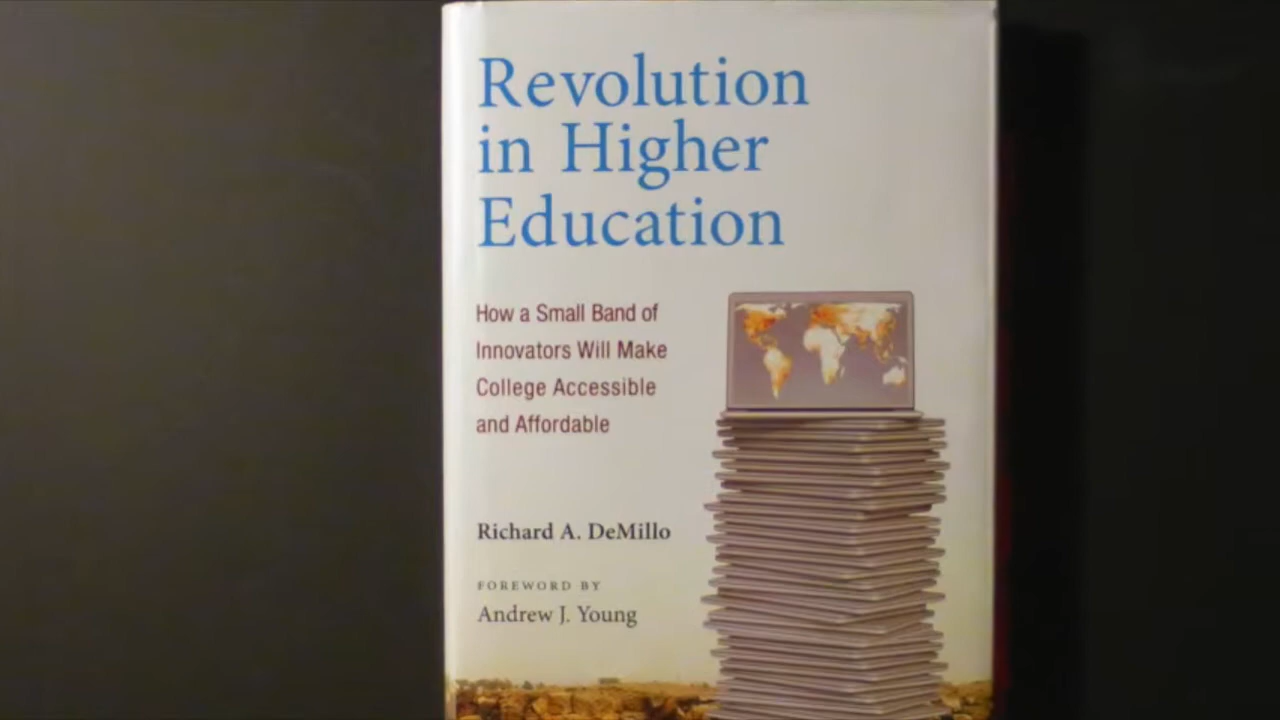 Revolution
in Higher
Education
How a Small Band of
Innovators Will Make
College Accessible
and Affordable
Richard A. DeMillo
FOREWORD BY
Andrew J. Young